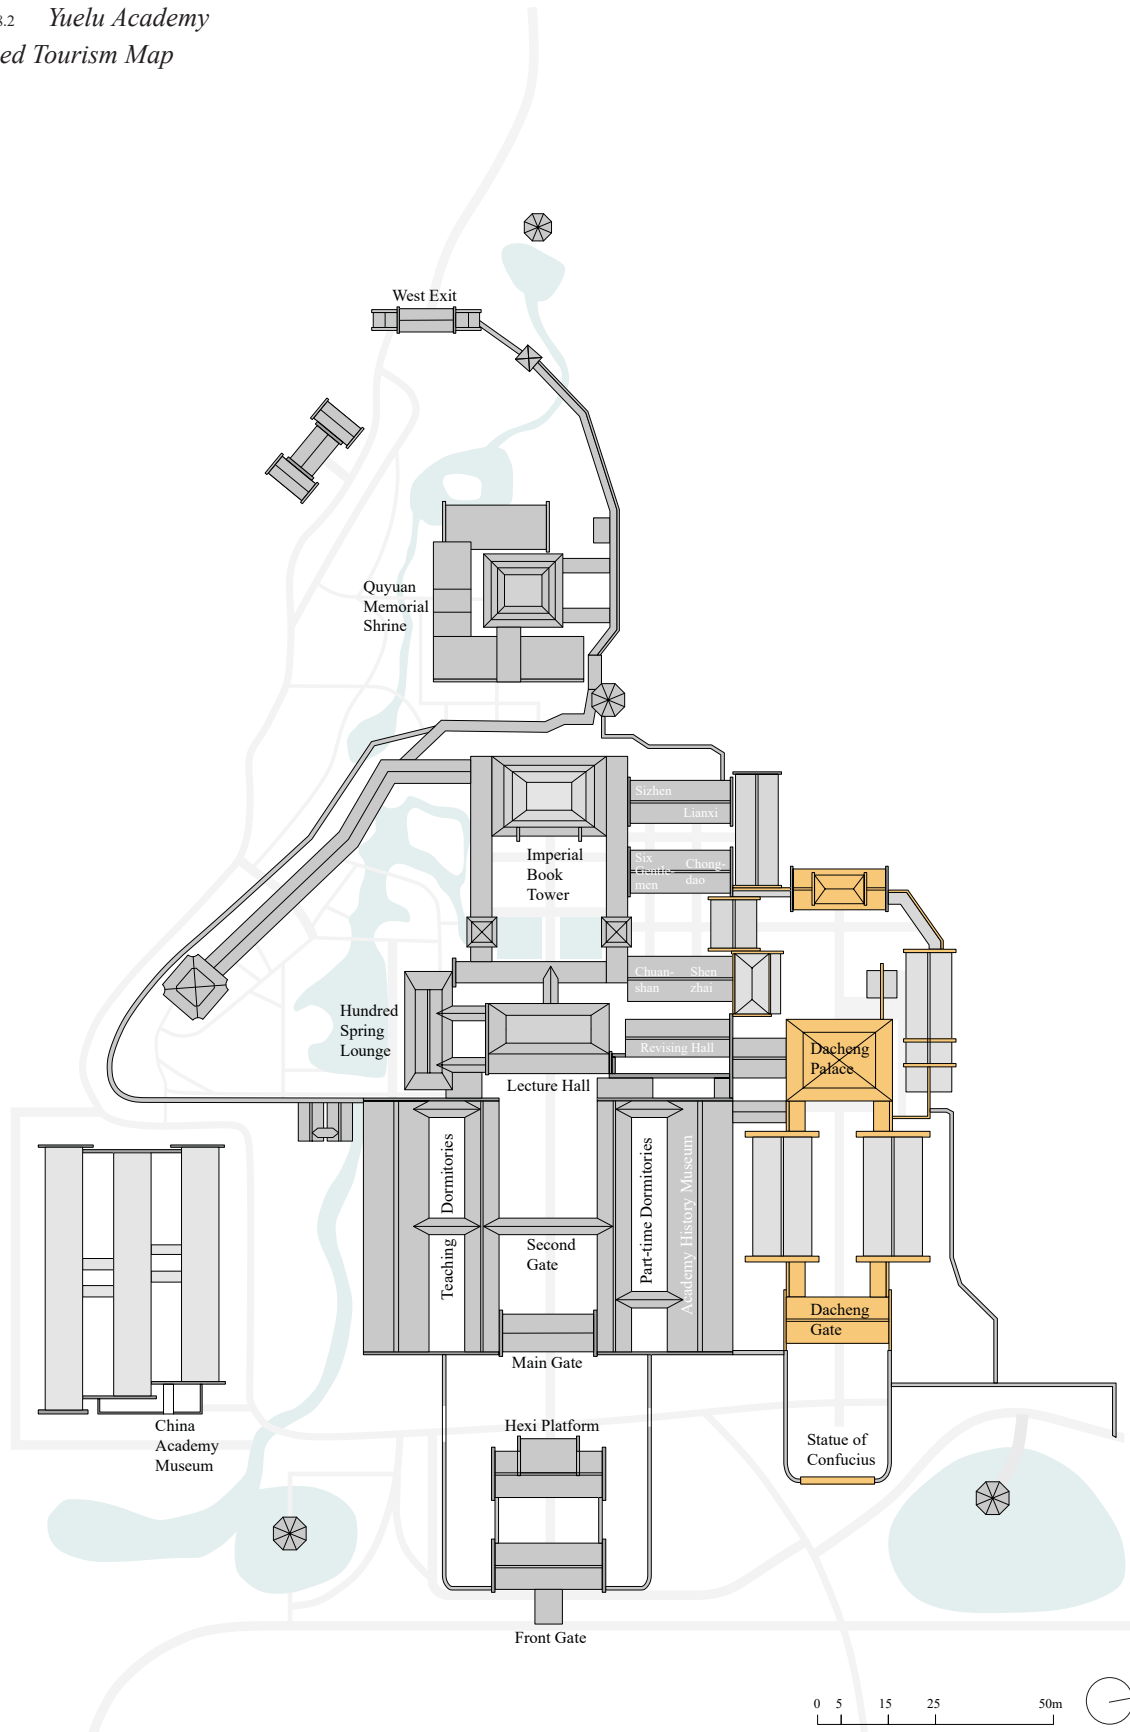 8.2 Yuelu Academy
ed Tourism Map
West Exit
Quyuan
Memorial
Shrine
Sizhen
Lianxi
Imperial
Book
Tower
Six
Gentle-
men
Chong-
dao
Chuan-
shan
Shen
zhai
Hundred
Spring
Lounge
Revising Hall
Dacheng
Palace
Lecture Hall
Teaching Dormitories
Part-time Dormitories
Academy History Museum
Second
Gate
Dacheng
Gate
Main Gate
Hexi Platform
China
Academy
Museum
Statue of
Confucius
Front Gate
0 5 15 25 50m